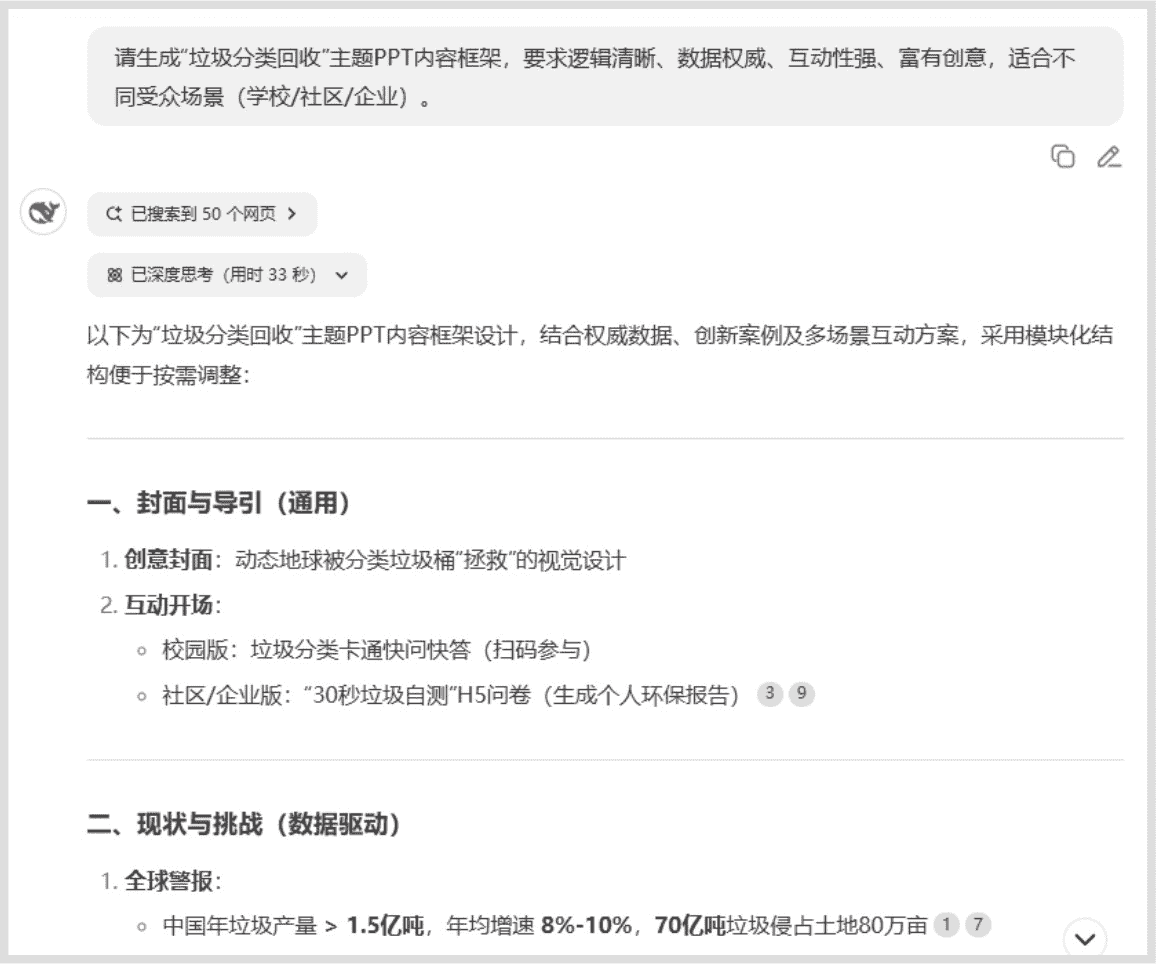 请生成“垃圾分类回收”主题PPT内容框架，要求逻辑清晰、数据权威、互动性强、富有创意，适合不
同受众场景（学校/社区/企业）。
已搜索到 50 个网页
已深度思考（用时 33 秒）
以下为“垃圾分类回收”主题PPT内容框架设计，结合权威数据、创新案例及多场景互动方案，采用模块化结
构便于按需调整：
一、封面与导引（通用）
1. 创意封面：动态地球被分类垃圾桶“拯救”的视觉设计
2. 互动开场：
校园版：垃圾分类卡通快问快答（扫码参与）
社区/企业版：“30秒垃圾自测”H5问卷（生成个人环保报告） 3 9
二、现状与挑战（数据驱动）
1. 全球警报：
中国年垃圾产量 > 1.5亿吨，年均增速 8%-10%，70亿吨垃圾侵占土地80万亩 1 7